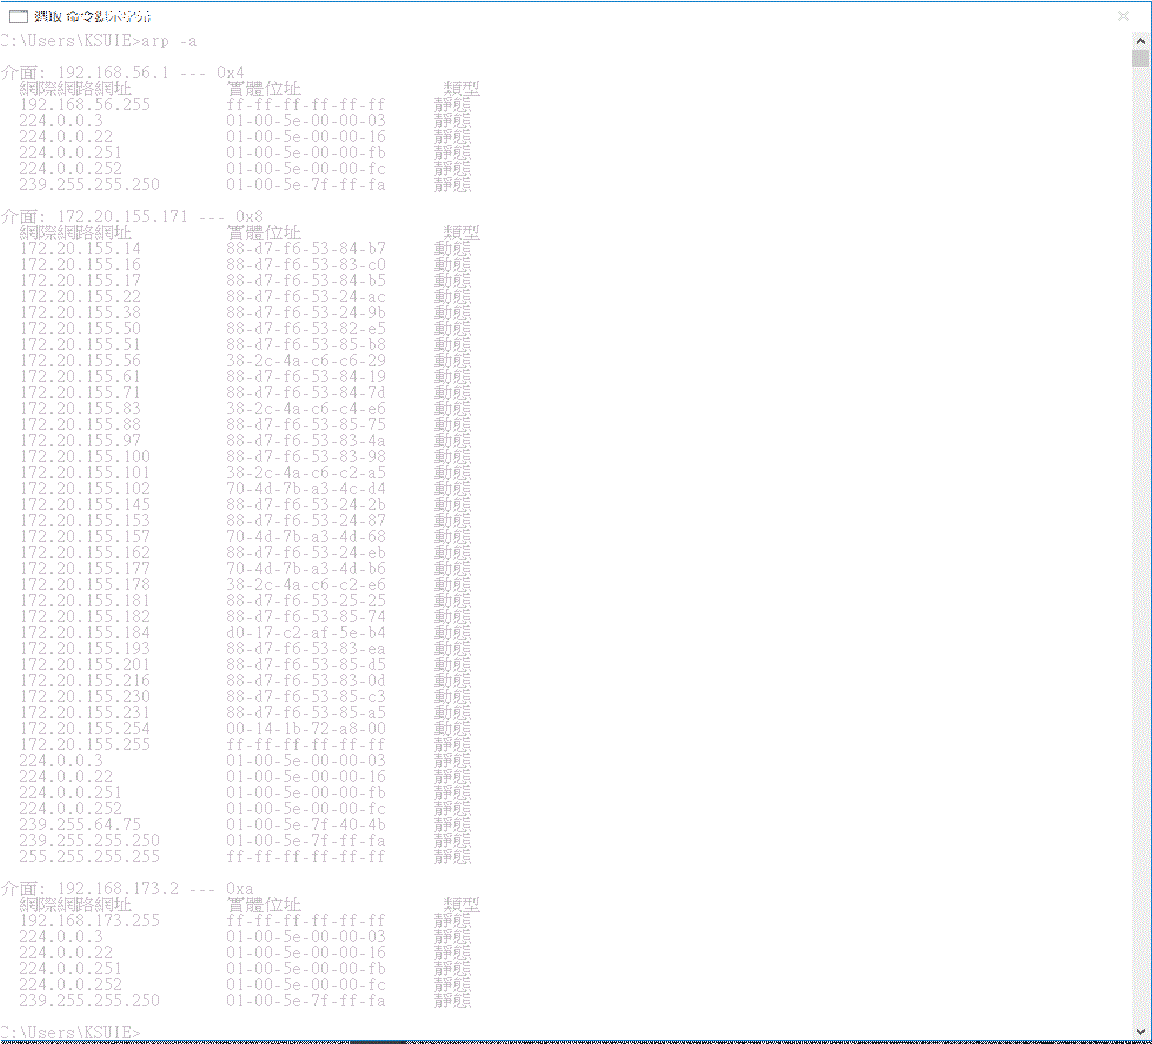 選取 命令提示字元
C:\Users\KSUIE>arp -a
介面: 192.168.56.1 --- 0x4
網際網路網址 實體位址 類型
192.168.56.255 ff-ff-ff-ff-ff-ff 靜態
224.0.0.3 01-00-5e-00-00-03 靜態
224.0.0.22 01-00-5e-00-00-16 靜態
224.0.0.251 01-00-5e-00-00-fb 靜態
224.0.0.252 01-00-5e-00-00-fc 靜態
239.255.255.250 01-00-5e-7f-ff-fa 靜態
介面: 172.20.155.171 --- 0x8
網際網路網址 實體位址 類型
172.20.155.14 88-d7-f6-53-84-b7 動態
172.20.155.16 88-d7-f6-53-83-c0 動態
172.20.155.17 88-d7-f6-53-84-b5 動態
172.20.155.22 88-d7-f6-53-24-ac 動態
172.20.155.38 88-d7-f6-53-24-9b 動態
172.20.155.50 88-d7-f6-53-82-e5 動態
172.20.155.51 88-d7-f6-53-85-b8 動態
172.20.155.56 38-2c-4a-c6-c6-29 動態
172.20.155.61 88-d7-f6-53-84-19 動態
172.20.155.71 88-d7-f6-53-84-7d 動態
172.20.155.83 38-2c-4a-c6-c4-e6 動態
172.20.155.88 88-d7-f6-53-85-75 動態
172.20.155.97 88-d7-f6-53-83-4a 動態
172.20.155.100 88-d7-f6-53-83-98 動態
172.20.155.101 38-2c-4a-c6-c2-a5 動態
172.20.155.102 70-4d-7b-a3-4c-d4 動態
172.20.155.145 88-d7-f6-53-24-2b 動態
172.20.155.153 88-d7-f6-53-24-87 動態
172.20.155.157 70-4d-7b-a3-4d-68 動態
172.20.155.162 88-d7-f6-53-24-eb 動態
172.20.155.177 70-4d-7b-a3-4d-b6 動態
172.20.155.178 38-2c-4a-c6-c2-e6 動態
172.20.155.181 88-d7-f6-53-25-25 動態
172.20.155.182 88-d7-f6-53-85-74 動態
172.20.155.184 d0-17-c2-af-5e-b4 動態
172.20.155.193 88-d7-f6-53-83-ea 動態
172.20.155.201 88-d7-f6-53-85-d5 動態
172.20.155.216 88-d7-f6-53-83-0d 動態
172.20.155.230 88-d7-f6-53-85-c3 動態
172.20.155.231 88-d7-f6-53-85-a5 動態
172.20.155.254 00-14-1b-72-a8-00 動態
172.20.155.255 ff-ff-ff-ff-ff-ff 靜態
224.0.0.3 01-00-5e-00-00-03 靜態
224.0.0.22 01-00-5e-00-00-16 靜態
224.0.0.251 01-00-5e-00-00-fb 靜態
224.0.0.252 01-00-5e-00-00-fc 靜態
239.255.64.75 01-00-5e-7f-40-4b 靜態
239.255.255.250 01-00-5e-7f-ff-fa 靜態
255.255.255.255 ff-ff-ff-ff-ff-ff 靜態
介面: 192.168.173.2 --- 0xa
網際網路網址 實體位址 類型
192.168.173.255 ff-ff-ff-ff-ff-ff 靜態
224.0.0.3 01-00-5e-00-00-03 靜態
224.0.0.22 01-00-5e-00-00-16 靜態
224.0.0.251 01-00-5e-00-00-fb 靜態
224.0.0.252 01-00-5e-00-00-fc 靜態
239.255.255.250 01-00-5e-7f-ff-fa 靜態
C:\Users\KSUIE>